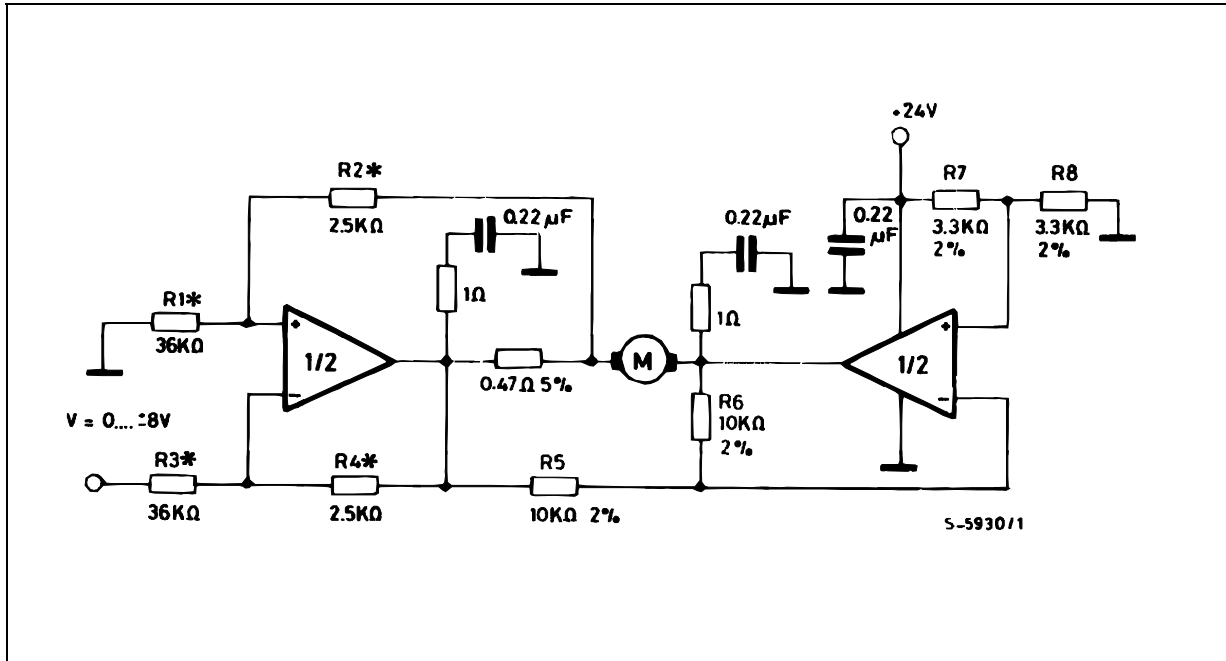 +24V
R7
R8
R2*
2.5KΩ
0.22µF
0.22µF
0.22
µF
3.3KΩ
2%
3.3KΩ
2%
1Ω
1Ω
R1*
36KΩ
+
1/2
−
+
1/2
−
M
0.47Ω 5%
V = 0....±8V
R6
10KΩ
2%
R3*
36KΩ
R4*
2.5KΩ
R5
10KΩ 2%
S-5930/1